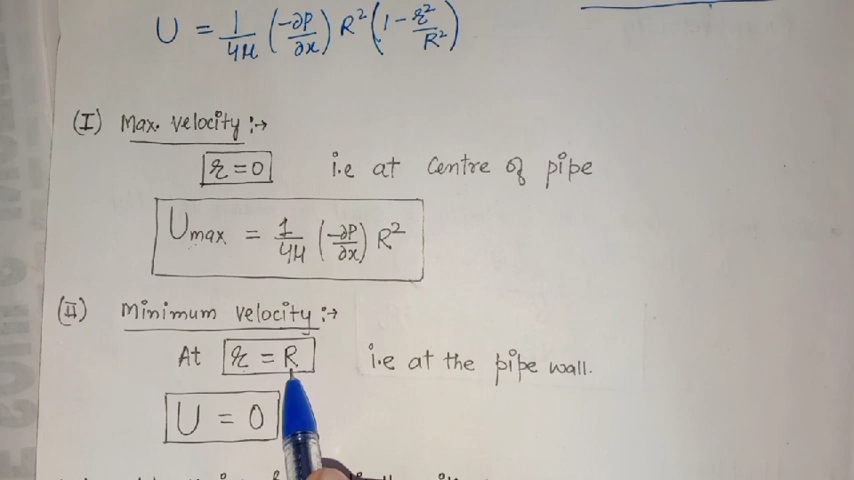 U = 1/4μ (-∂P/∂x) R² (1 - r²/R²)
(I) Max. velocity :→
r = 0 i.e at centre of pipe
Umax = 1/4μ (-∂P/∂x) R²
(II) Minimum velocity :→
At r = R i.e at the pipe wall.
U = 0